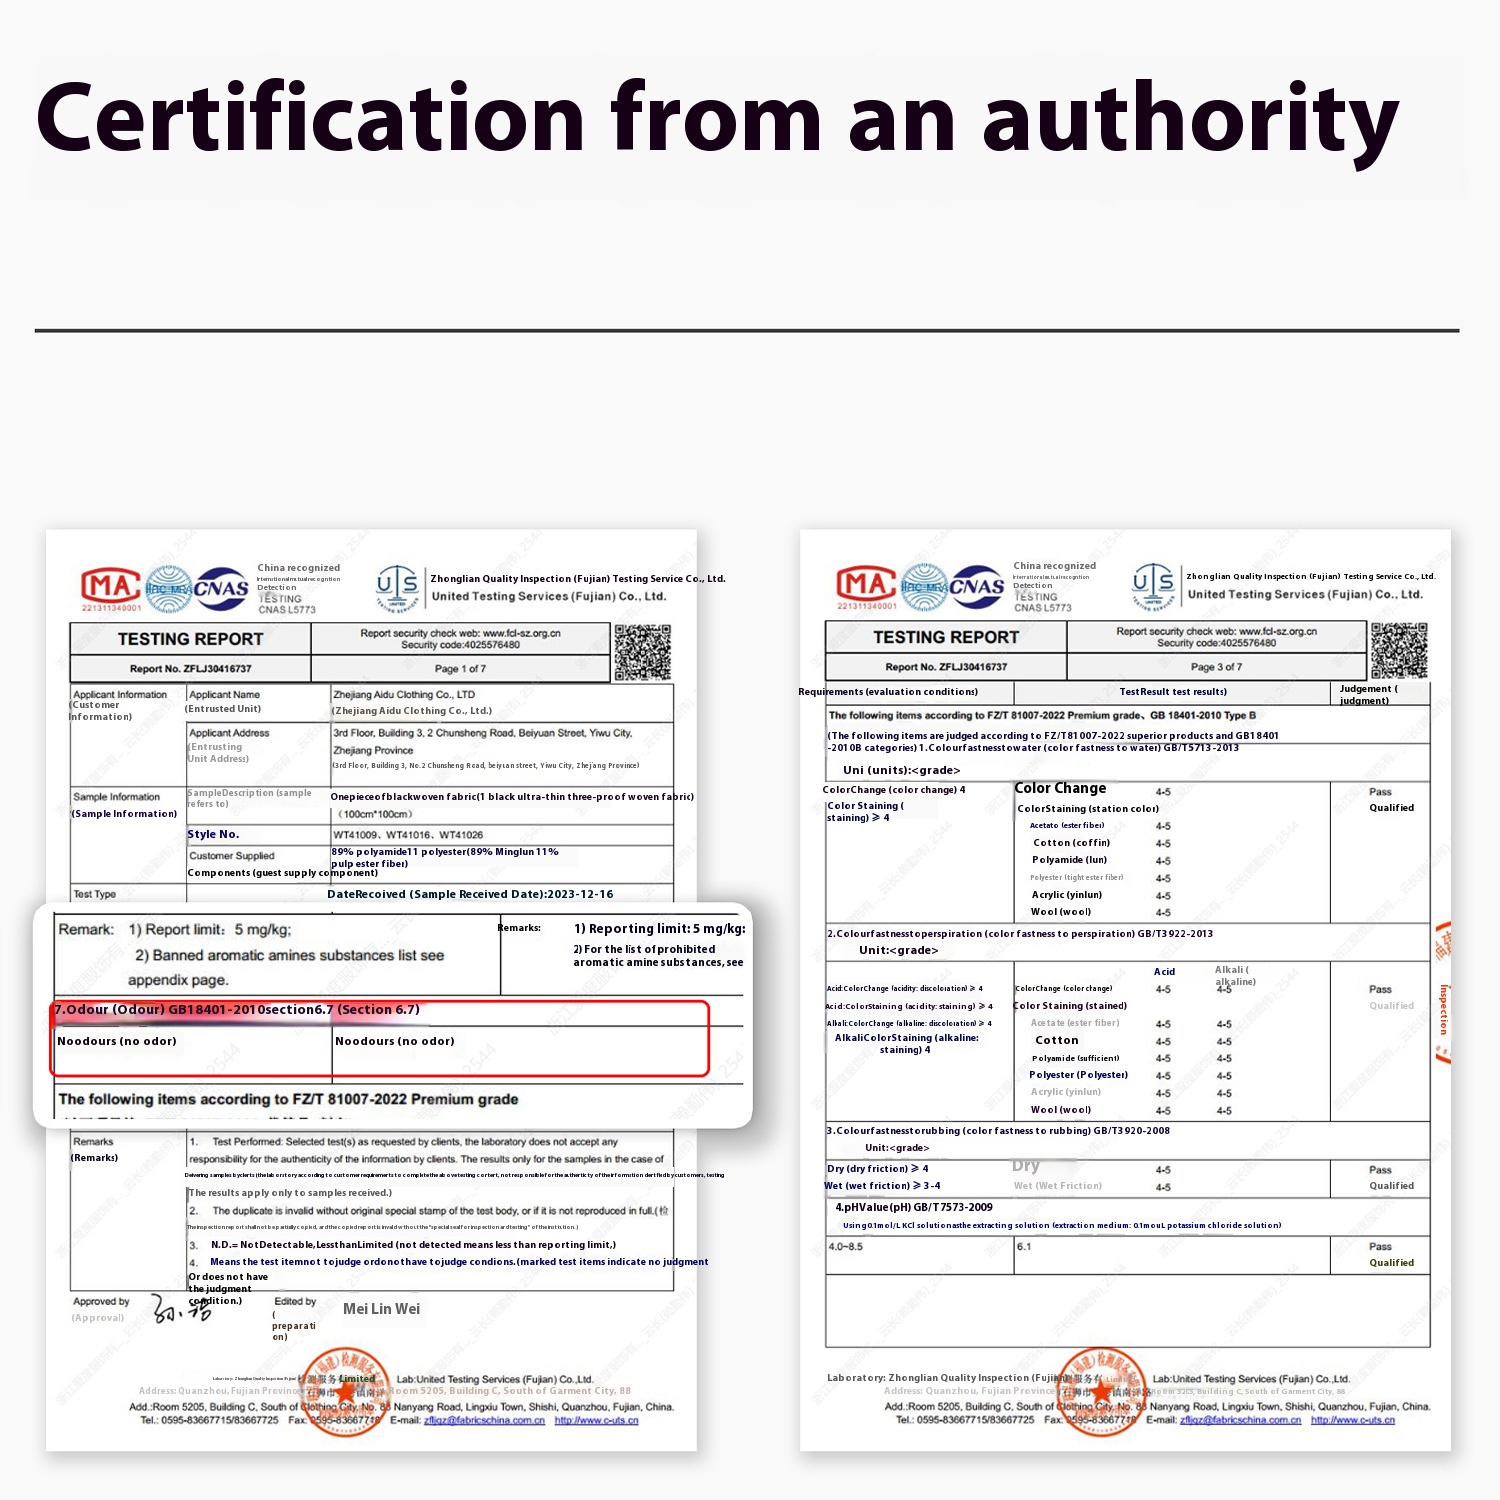 Certification from an authority
MA
221311340001
ilac-MRA
CNAS
China recognized
International mutual recognition
Detection
TESTING
CNAS L5773
UTS
UNITED
TESTING SERVICES
Zhonglian Quality Inspection (Fujian) Testing Service Co., Ltd.
United Testing Services (Fujian) Co., Ltd.
TESTING REPORT
Report security check web: www.fcl-sz.org.cn
Security code:4025576480
Report No. ZFLJ30416737
Page 1 of 7
Applicant Information
(Customer
Information)
Applicant Name
(Entrusted Unit)
Zhejiang Aidu Clothing Co., LTD
(Zhejiang Aidu Clothing Co., Ltd.)
Applicant Address
(Entrusting
Unit Address)
3rd Floor, Building 3, 2 Chunsheng Road, Beiyuan Street, Yiwu City,
Zhejiang Province
(3rd Floor, Building 3, No.2 Chunsheng Road, beiyuan street, Yiwu City, Zhejiang Province)
Sample Information
(Sample Information)
SampleDescription (sample
refers to)
Onepieceofblackwoven fabric(1 black ultra-thin three-proof woven fabric)
（100cm*100cm）
Style No.
WT41009、WT41016、WT41026
Customer Supplied
Components (guest supply component)
89% polyamide11 polyester(89% Minglun 11%
pulp ester fiber)
Test Type
DateRecoived (Sample Received Date):2023-12-16
Remark: 1) Report limit: 5 mg/kg;
2) Banned aromatic amines substances list see
appendix page.
Remarks: 1) Reporting limit: 5 mg/kg:
2) For the list of prohibited
aromatic amine substances, see
7.Odour (Odour) GB18401-2010section6.7 (Section 6.7)
Noodours (no odor)
Noodours (no odor)
The following items according to FZ/T 81007-2022 Premium grade
Remarks
(Remarks)
1. Test Performed: Selected test(s) as requested by clients, the laboratory does not accept any
responsibility for the authenticity of the information by clients. The results only for the samples in the case of
The results apply only to samples received.)
2. The duplicate is invalid without original special stamp of the test body, or if it is not reproduced in full.(检
3. N.D.= NotDetectable,LessthanLimited (not detected means less than reporting limit,)
4. Means the test itemnot tojudge ordonothave tojudge condions.(marked test items indicate no judgment
Or does not have
the judgment
condition.)
Approved by
(Approval)
Edited by
(
preparati
on)
Mei Lin Wei
Limited
Lab:United Testing Services (Fujian) Co.,Ltd.
Address: Quanzhou, Fujian Province
Room 5205, Building C, South of Garment City, 88
Add.:Room 5205, Building C, South of Clothing City, No. 88 Nanyang Road, Lingxiu Town, Shishi, Quanzhou, Fujian, China.
Tel.: 0595-83667715/83667725 Fax: 0595-83667718 E-mail: zfljqz@fabricschina.com.cn http://www.c-uts.cn
MA
221311340001
ilac-MRA
CNAS
China recognized
International mutual recognition
Detection
TESTING
CNAS L5773
UTS
UNITED
TESTING SERVICES
Zhonglian Quality Inspection (Fujian) Testing Service Co., Ltd.
United Testing Services (Fujian) Co., Ltd.
TESTING REPORT
Report security check web: www.fcl-sz.org.cn
Security code:4025576480
Report No. ZFLJ30416737
Page 3 of 7
Requirements (evaluation conditions)
TestResult test results)
Judgement (
judgment)
The following items according to FZ/T 81007-2022 Premium grade、GB 18401-2010 Type B
(The following items are judged according to FZ/T81007-2022 superior products and GB18401
-2010B categories) 1.Colourfastnesstowater (color fastness to water) GB/T5713-2013
Uni (units):<grade>
ColorChange (color change) 4
Color Staining (
staining) ≥ 4
Color Change 4-5
ColorStaining (station color)
Acetato (ester fiber) 4-5
Cotton (coffin) 4-5
Polyamide (lun) 4-5
Polyester (tight ester fiber) 4-5
Acrylic (yinlun) 4-5
Wool (wool) 4-5
Pass
Qualified
2.Colourfastnesstoperspiration (color fastness to perspiration) GB/T3922-2013
Unit:<grade>
Acid
Alkali (
alkaline)
Acid:ColorChange (acidity: discoloration) ≥ 4
Acid:ColorStaining (acidity: staining) ≥ 4
Alkali:ColorChange (alkaline: discoloration) ≥ 4
AlkaliColorStaining (alkaline:
staining) 4
ColorChange (color change) 4-5 4-5
Color Staining (stained)
Acetate (ester fiber) 4-5 4-5
Cotton 4-5 4-5
Polyamide (sufficient) 4-5 4-5
Polyester (Polyester) 4-5 4-5
Acrylic (yinlun) 4-5 4-5
Wool (wool) 4-5 4-5
Pass
Qualified
Inspection
3.Colourfastnesstorubbing (color fastness to rubbing) GB/T3920-2008
Unit:<grade>
Dry (dry friction) ≥ 4
Wet (wet friction) ≥ 3-4
Dry 4-5
Wet (Wet Friction) 4-5
Pass
Qualified
4.pHValue(pH) GB/T7573-2009
Using0.1mol/L KCl solutionasthe extracting solution (extraction medium: 0.1mouL potassium chloride solution)
4.0~8.5
6.1
Pass
Qualified
Laboratory: Zhonglian Quality Inspection (Fujian)
Lab:United Testing Services (Fujian) Co.,Ltd.
Address: Quanzhou, Fujian Province
Room 5205, Building C, South of Garment City, 88
Add.:Room 5205, Building C, South of Clothing City, No. 88 Nanyang Road, Lingxiu Town, Shishi, Quanzhou, Fujian, China.
Tel.: 0595-83667715/83667725 Fax: 0595-83667718 E-mail: zfljqz@fabricschina.com.cn http://www.c-uts.cn